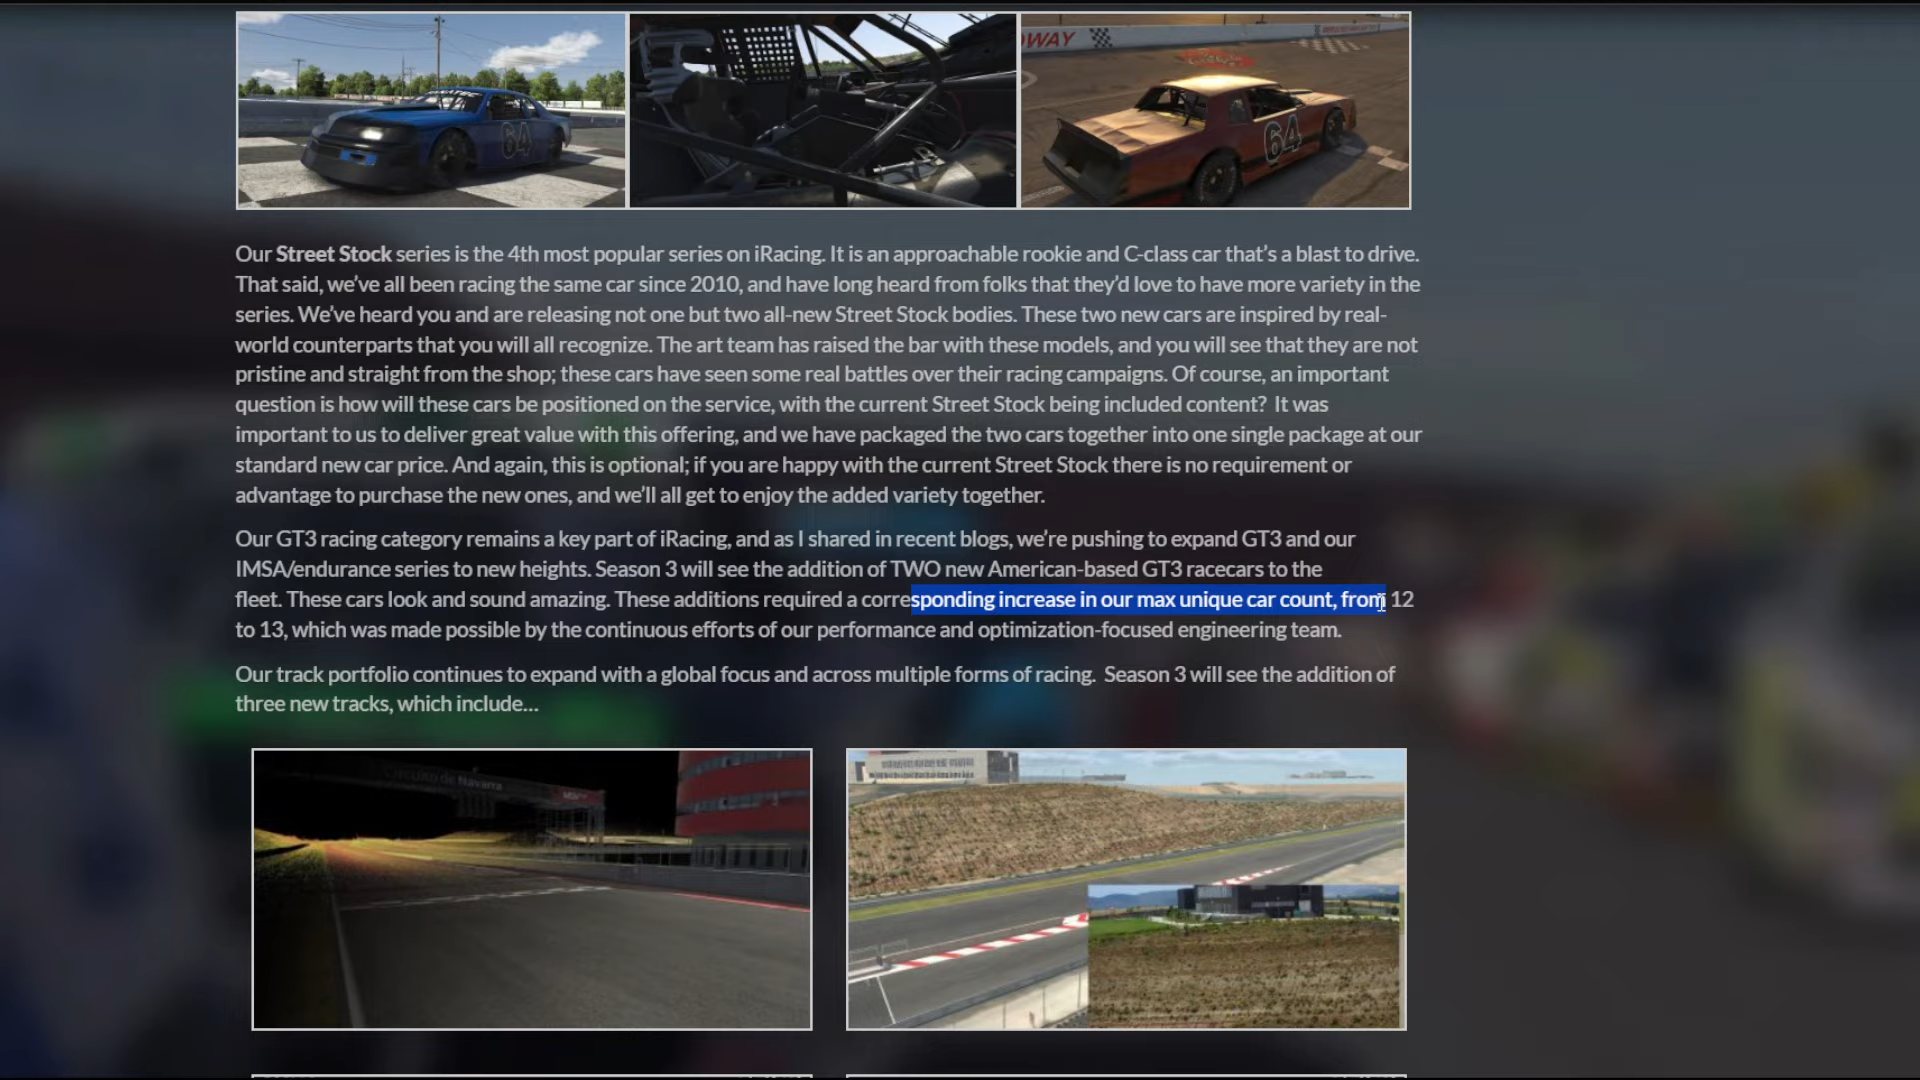 WAY
64
64
Our Street Stock series is the 4th most popular series on iRacing. It is an approachable rookie and C-class car that’s a blast to drive.
That said, we’ve all been racing the same car since 2010, and have long heard from folks that they’d love to have more variety in the
series. We’ve heard you and are releasing not one but two all-new Street Stock bodies. These two new cars are inspired by real-
world counterparts that you will all recognize. The art team has raised the bar with these models, and you will see that they are not
pristine and straight from the shop; these cars have seen some real battles over their racing campaigns. Of course, an important
question is how will these cars be positioned on the service, with the current Street Stock being included content?  It was
important to us to deliver great value with this offering, and we have packaged the two cars together into one single package at our
standard new car price. And again, this is optional; if you are happy with the current Street Stock there is no requirement or
advantage to purchase the new ones, and we’ll all get to enjoy the added variety together.
Our GT3 racing category remains a key part of iRacing, and as I shared in recent blogs, we’re pushing to expand GT3 and our
IMSA/endurance series to new heights. Season 3 will see the addition of TWO new American-based GT3 racecars to the
fleet. These cars look and sound amazing. These additions required a corresponding increase in our max unique car count, from 12
to 13, which was made possible by the continuous efforts of our performance and optimization-focused engineering team.
Our track portfolio continues to expand with a global focus and across multiple forms of racing.  Season 3 will see the addition of
three new tracks, which include…
Circuito de Navarra